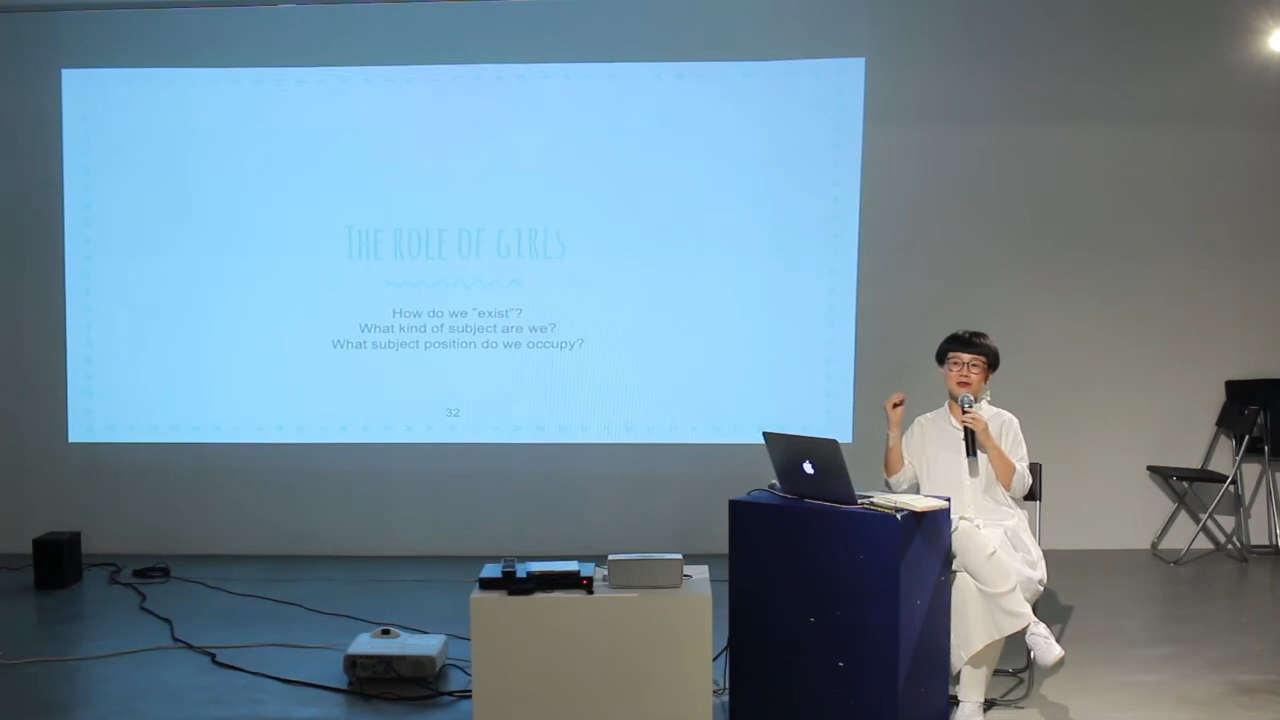 THE ROLE OF GIRLS
How do we "exist"?
What kind of subject are we?
What subject position do we occupy?
32